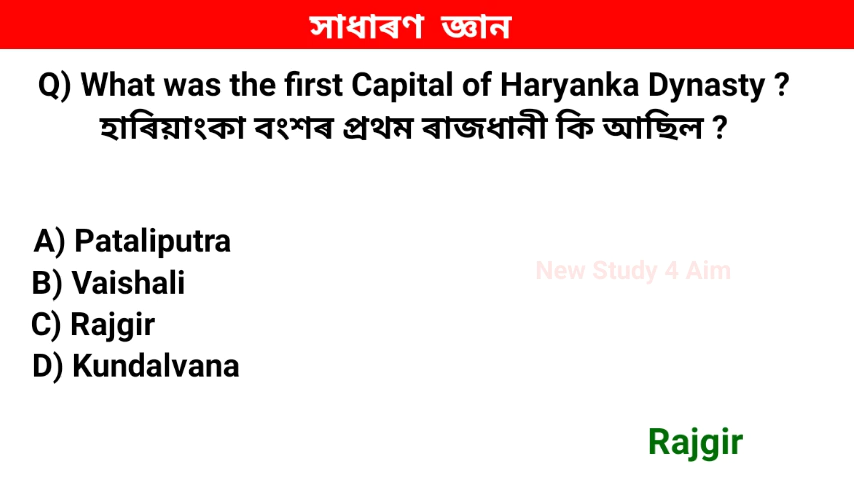 সাধাৰণ জ্ঞান
Q) What was the first Capital of Haryanka Dynasty ?
হাৰিয়াংকা বংশৰ প্ৰথম ৰাজধানী কি আছিল ?
A) Pataliputra
B) Vaishali
New Study 4 Aim
C) Rajgir
D) Kundalvana
Rajgir